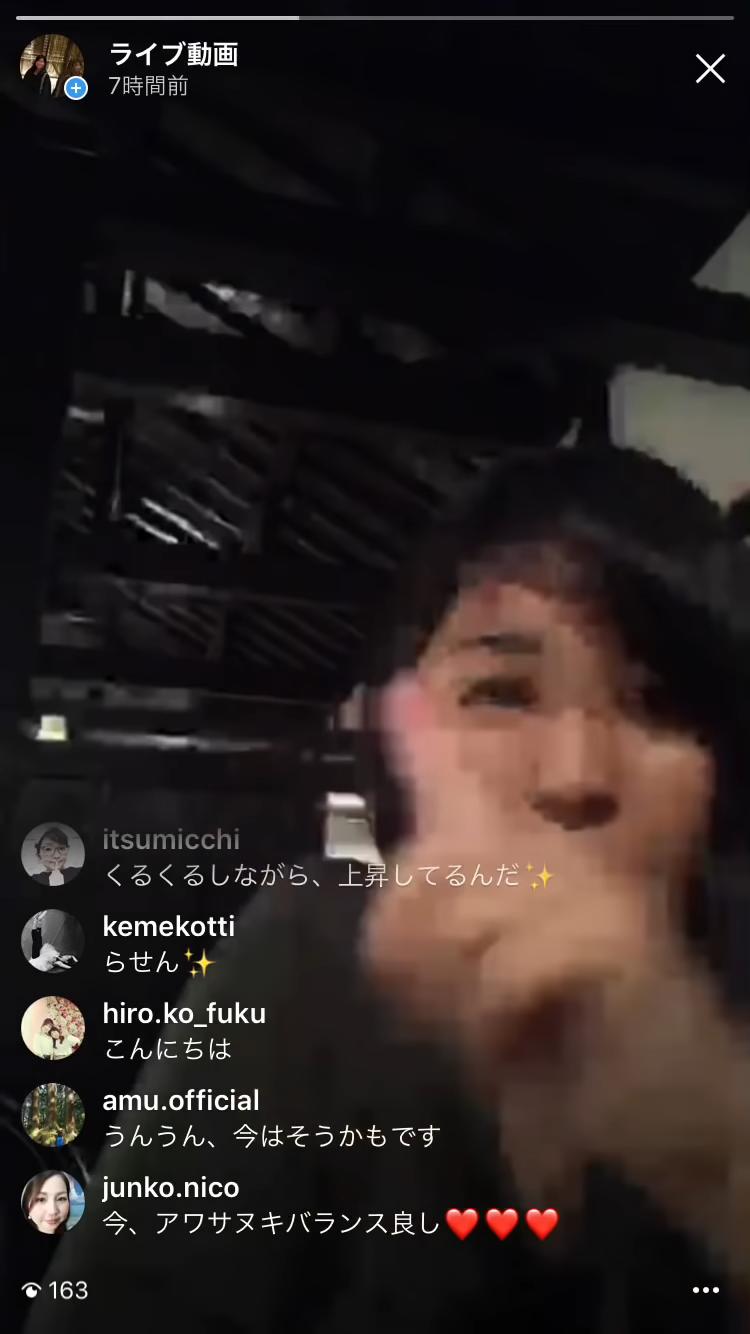 ライブ動画
7時間前
itsumicchi
くるくるしながら、上昇してるんだ✨
kemekotti
らせん✨
hiro.ko_fuku
こんにちは
amu.official
うんうん、今はそうかもです
junko.nico
今、アワサヌキバランス良し❤️❤️❤️
163